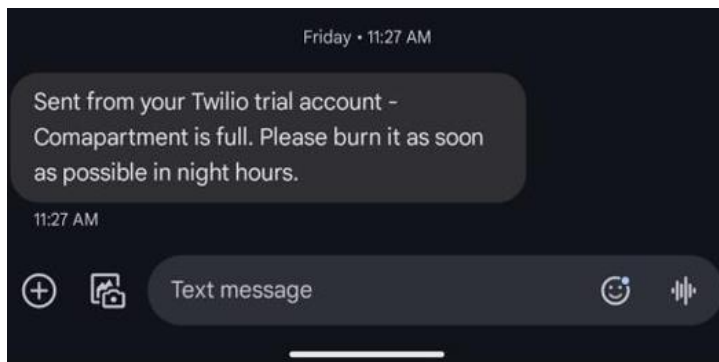 Friday • 11:27 AM
Sent from your Twilio trial account -
Comapartment is full. Please burn it as soon
as possible in night hours.
11:27 AM
Text message